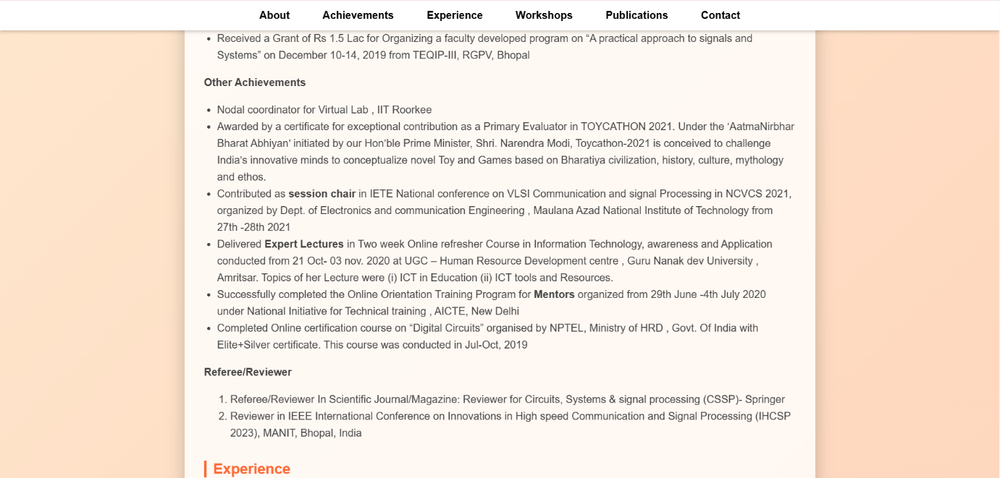 About Achievements Experience Workshops Publications Contact
• Received a Grant of Rs 1.5 Lac for Organizing a faculty developed program on “A practical approach to signals and
Systems” on December 10-14, 2019 from TEQIP-III, RGPV, Bhopal
Other Achievements
• Nodal coordinator for Virtual Lab , IIT Roorkee
• Awarded by a certificate for exceptional contribution as a Primary Evaluator in TOYCATHON 2021. Under the ‘AatmaNirbhar
Bharat Abhiyan’ initiated by our Hon’ble Prime Minister, Shri. Narendra Modi, Toycathon-2021 is conceived to challenge
India’s innovative minds to conceptualize novel Toy and Games based on Bharatiya civilization, history, culture, mythology
and ethos.
• Contributed as session chair in IETE National conference on VLSI Communication and signal Processing in NCVCS 2021,
organized by Dept. of Electronics and communication Engineering , Maulana Azad National Institute of Technology from
27th -28th 2021
• Delivered Expert Lectures in Two week Online refresher Course in Information Technology, awareness and Application
conducted from 21 Oct- 03 nov. 2020 at UGC – Human Resource Development centre , Guru Nanak dev University ,
Amritsar. Topics of her Lecture were (i) ICT in Education (ii) ICT tools and Resources.
• Successfully completed the Online Orientation Training Program for Mentors organized from 29th June -4th July 2020
under National Initiative for Technical training , AICTE, New Delhi
• Completed Online certification course on “Digital Circuits” organised by NPTEL, Ministry of HRD , Govt. Of India with
Elite+Silver certificate. This course was conducted in Jul-Oct, 2019
Referee/Reviewer
1. Referee/Reviewer In Scientific Journal/Magazine: Reviewer for Circuits, Systems & signal processing (CSSP)- Springer
2. Reviewer in IEEE International Conference on Innovations in High speed Communication and Signal Processing (IHCSP
2023), MANIT, Bhopal, India
Experience